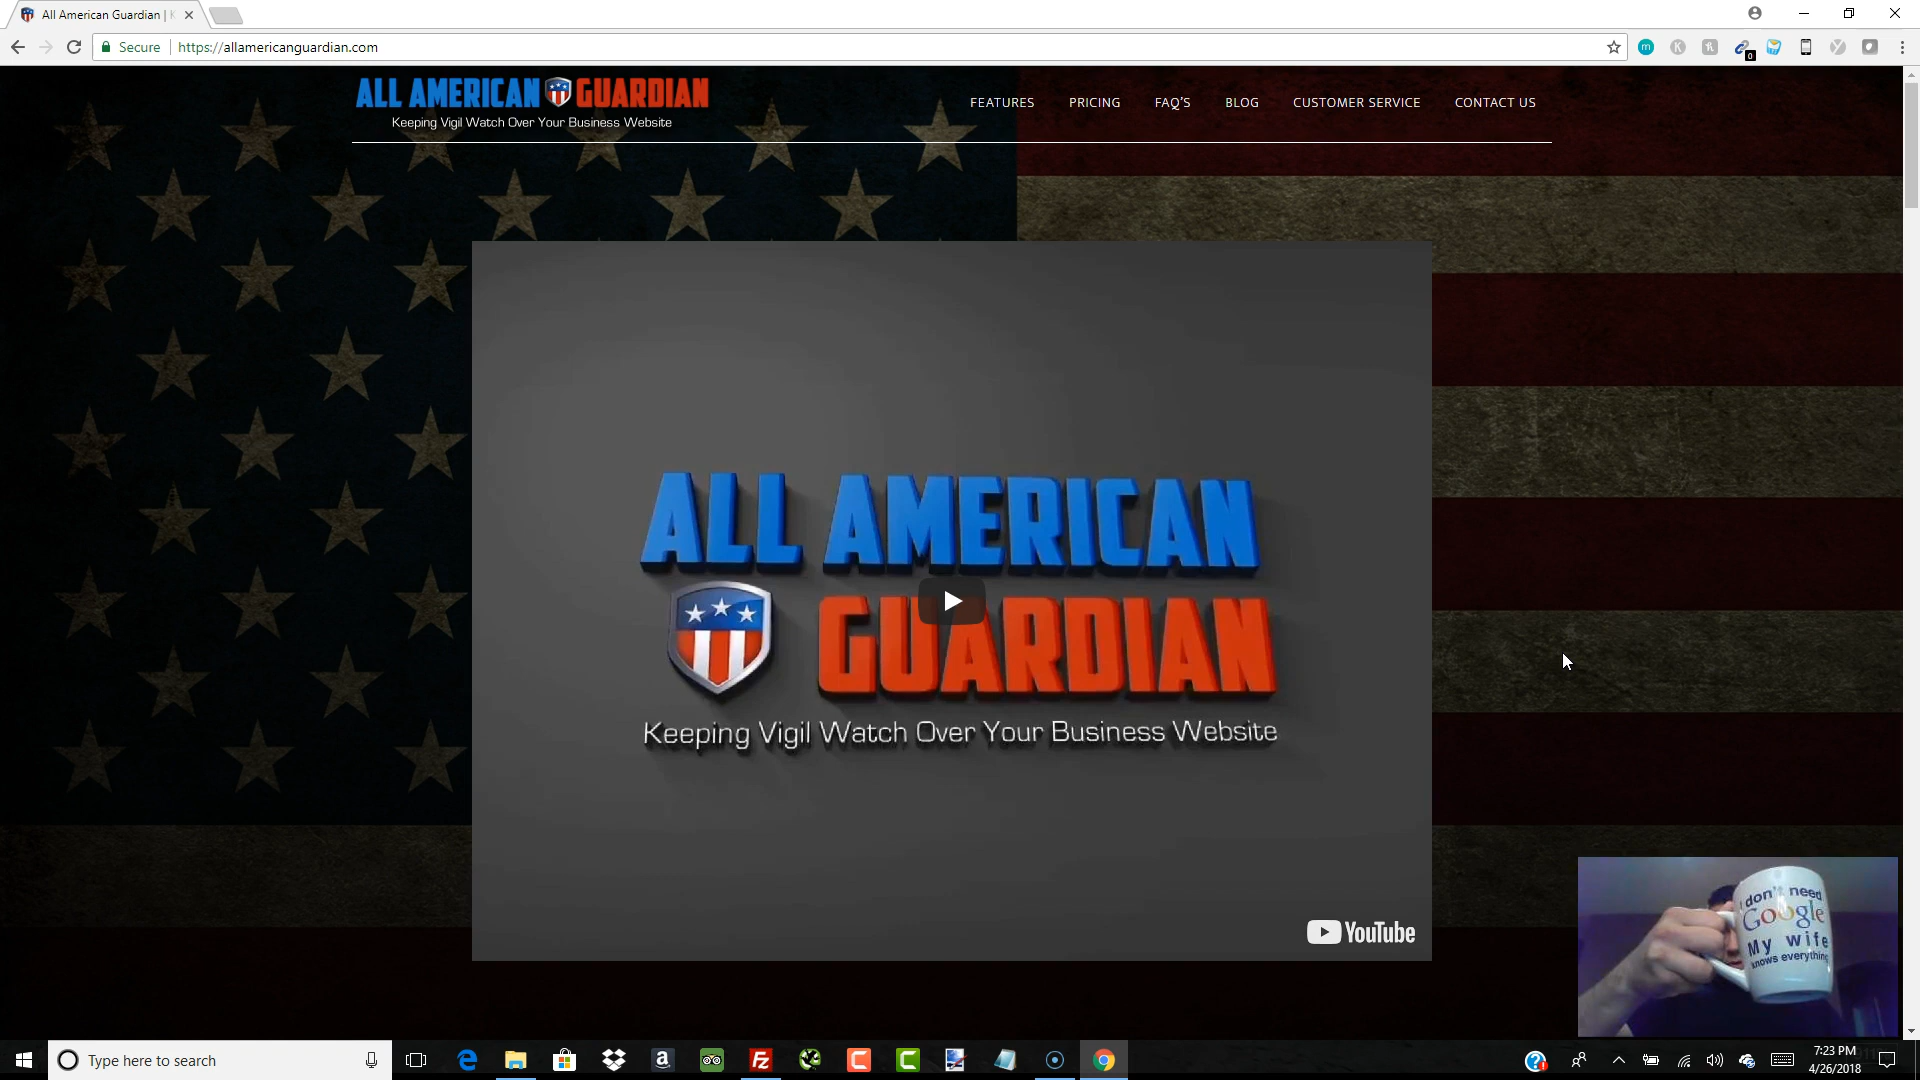 All American Guardian | K
Secure
https://allamericanguardian.com
0
ALL AMERICAN GUARDIAN
Keeping Vigil Watch Over Your Business Website
FEATURES
PRICING
FAQ'S
BLOG
CUSTOMER SERVICE
CONTACT US
ALL AMERICAN
GUARDIAN
Keeping Vigil Watch Over Your Business Website
YouTube
I don't need
Google
My wife
knows everything
Type here to search
7:23 PM
4/26/2018